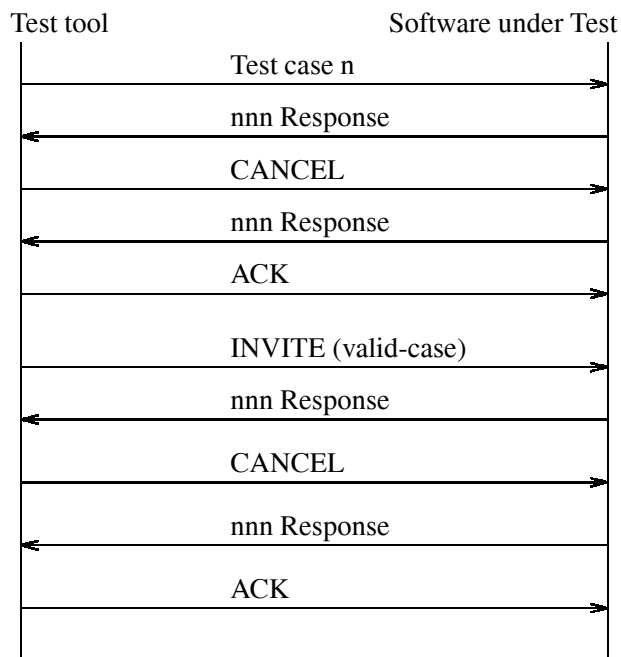 Test tool Software under Test
Test case n
nnn Response
CANCEL
nnn Response
ACK
INVITE (valid-case)
nnn Response
CANCEL
nnn Response
ACK